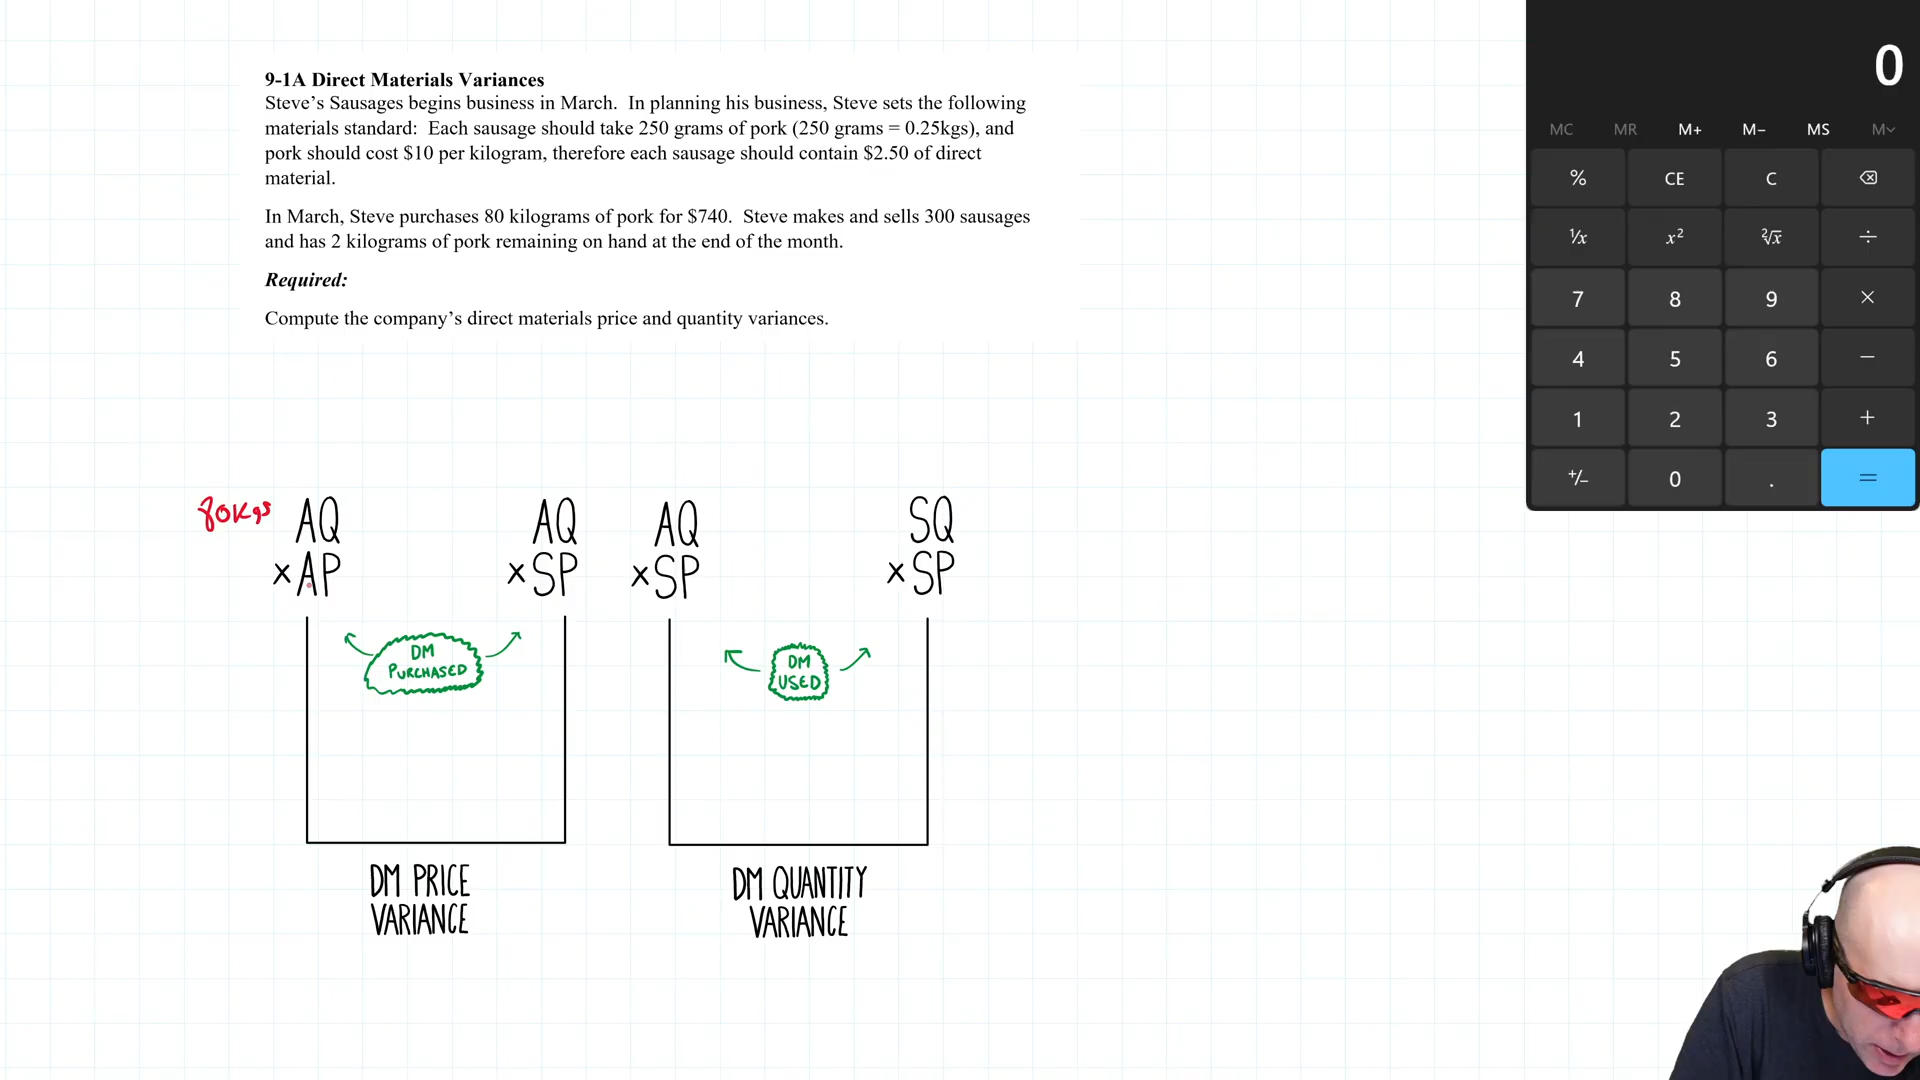 9-1A Direct Materials Variances
Steve's Sausages begins business in March.  In planning his business, Steve sets the following
materials standard:  Each sausage should take 250 grams of pork (250 grams = 0.25kgs), and
pork should cost $10 per kilogram, therefore each sausage should contain $2.50 of direct
material.
In March, Steve purchases 80 kilograms of pork for $740.  Steve makes and sells 300 sausages
and has 2 kilograms of pork remaining on hand at the end of the month.
Required:
Compute the company's direct materials price and quantity variances.
80Kgs AQ AQ AQ SQ
×AP ×SP ×SP ×SP
DM
PURCHASED
DM
USED
DM PRICE
VARIANCE
DM QUANTITY
VARIANCE
0
MC MR M+ M− MS M˅
% CE C ⌫
¹/x x² ²√x ÷
7 8 9 ×
4 5 6 −
1 2 3 +
+/− 0 . =